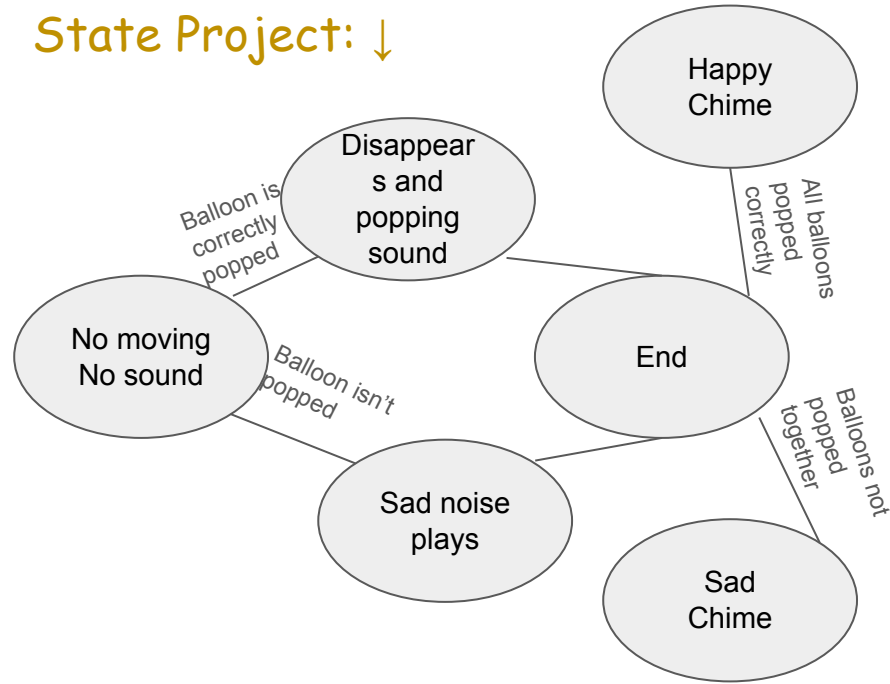 State Project: ↓
Happy
Chime
Disappear
s and
popping
sound
Balloon is
correctly
popped
All balloons
popped
correctly
No moving
No sound
End
Balloon isn't
popped
Balloons not
popped
together
Sad noise
plays
Sad
Chime